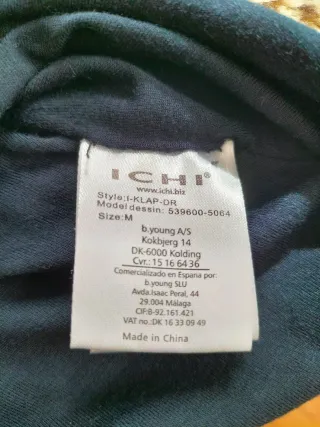 ICHI®
www.ichi.biz
Style:I-KLAP-DR
Modeldessin: 539600-5064
Size:M
b.young A/S
Kokbjerg 14
DK-6000 Kolding
Cvr.: 15 16 64 36
Comercializado en España por:
b.young SLU
Avda.Isaac Peral, 44
29.004 Málaga
CIF:B-92.161.421
VAT no.:DK 16 33 09 49
Made in China